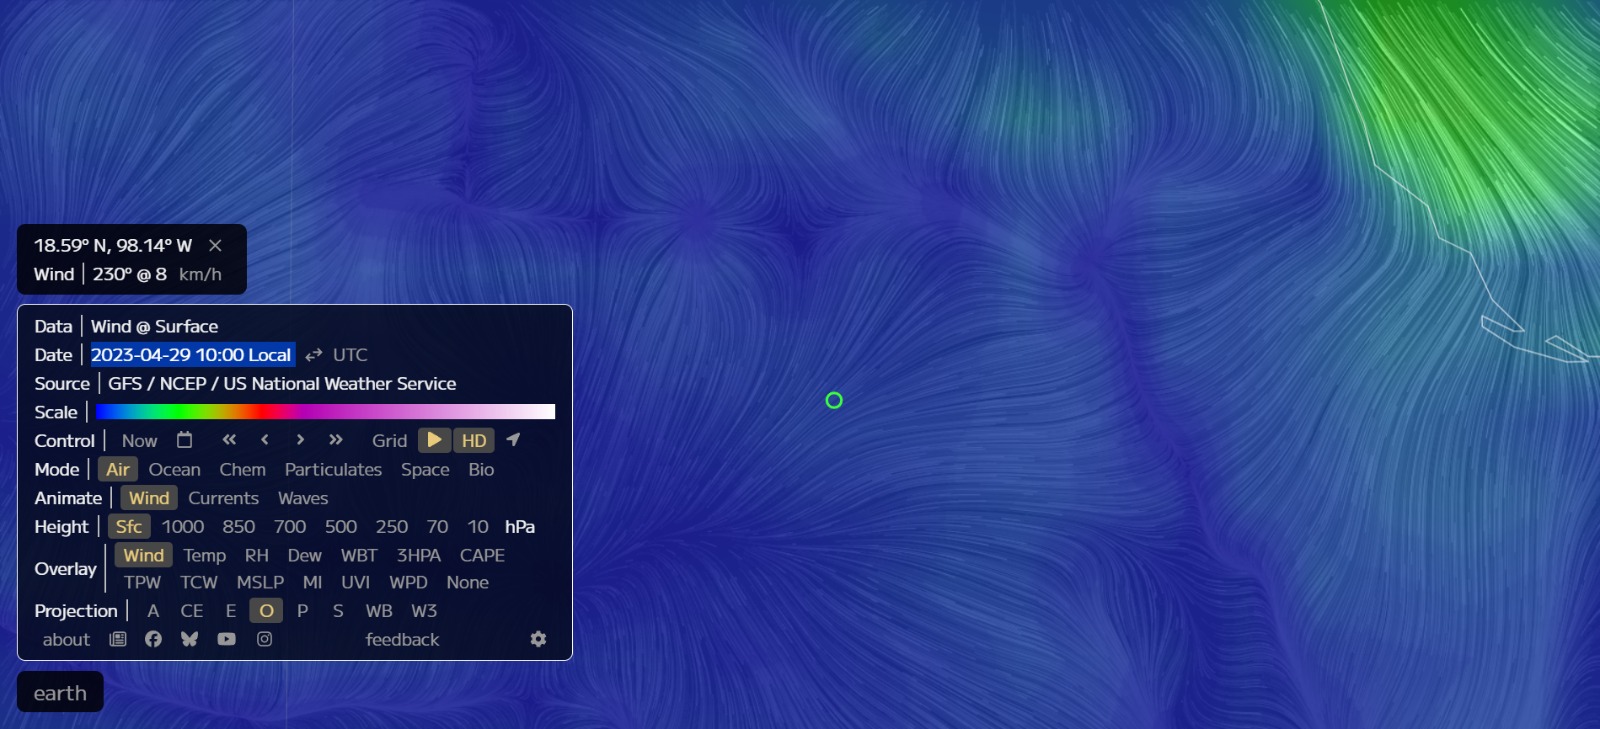 18.59° N, 98.14° W ✕
Wind | 230° @ 8 km/h
Data | Wind @ Surface
Date | 2023-04-29 10:00 Local ⇄ UTC
Source | GFS / NCEP / US National Weather Service
Scale |
Control | Now « ‹ › » Grid HD
Mode | Air Ocean Chem Particulates Space Bio
Animate | Wind Currents Waves
Height | Sfc 1000 850 700 500 250 70 10 hPa
Overlay | Wind Temp RH Dew WBT 3HPA CAPE
TPW TCW MSLP MI UVI WPD None
Projection | A CE E O P S WB W3
about feedback
earth